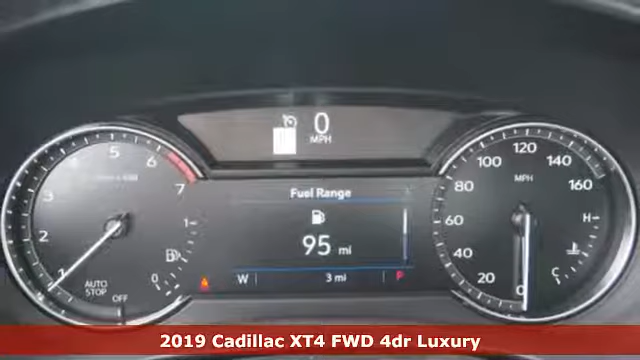 0
MPH
Fuel Range
95 mi
W 3 mi P
1 2 3 4 5 6 7
AUTO
STOP
OFF
0 1
MPH
0 20 40 60 80 100 120 140 160
H
C
2019 Cadillac XT4 FWD 4dr Luxury